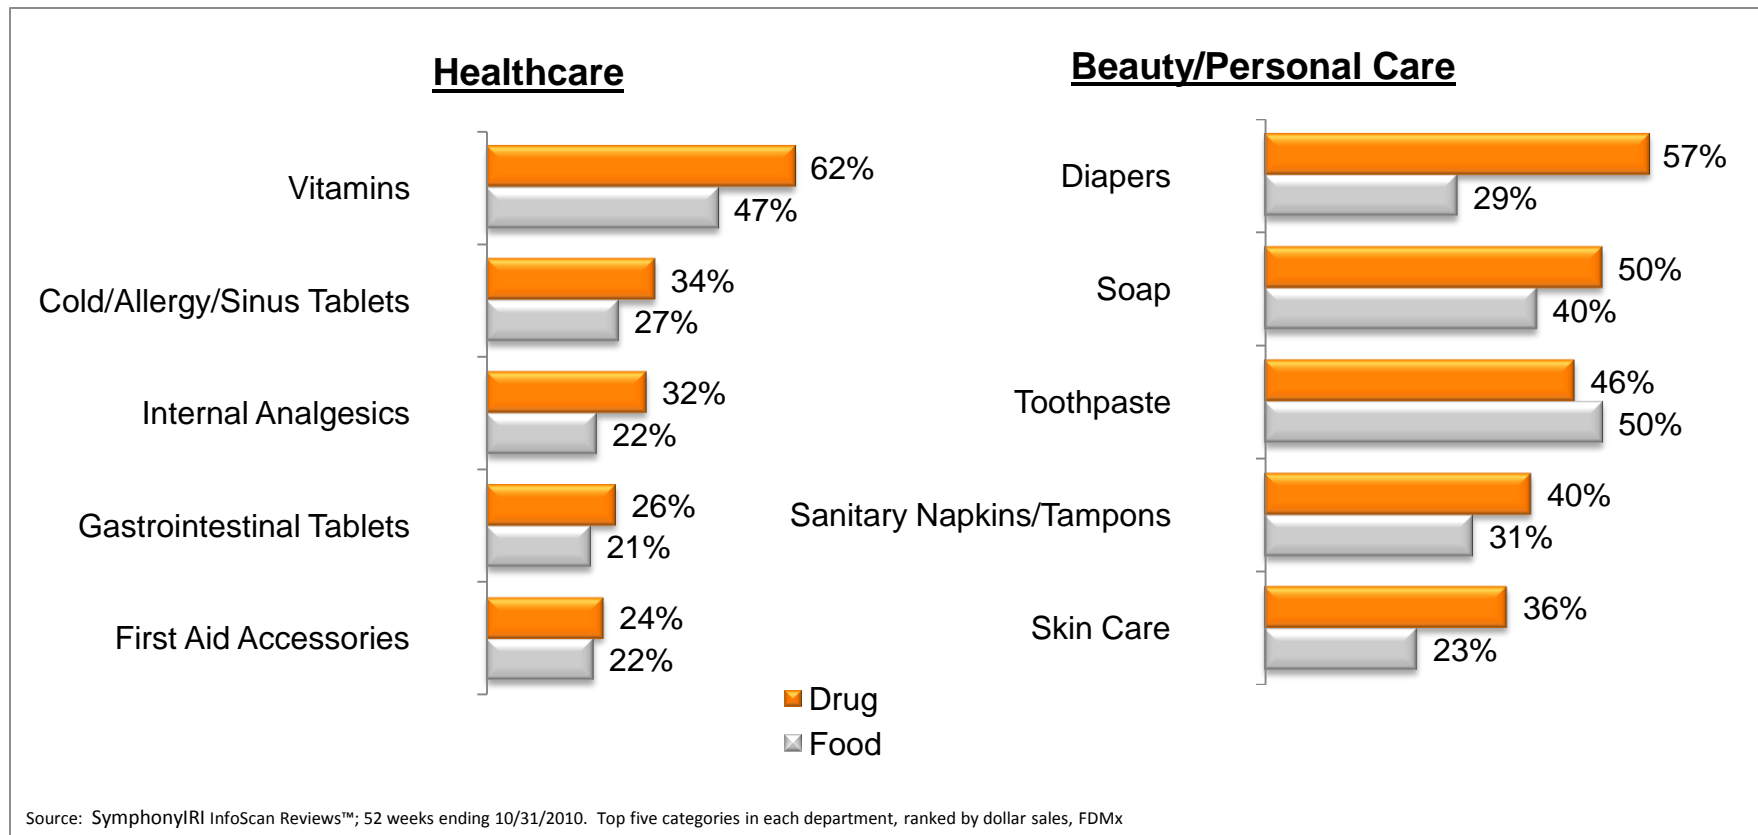 Healthcare
Vitamins
62%
47%
Cold/Allergy/Sinus Tablets
34%
27%
Internal Analgesics
32%
22%
Gastrointestinal Tablets
26%
21%
First Aid Accessories
24%
22%
Beauty/Personal Care
Diapers
57%
29%
Soap
50%
40%
Toothpaste
46%
50%
Sanitary Napkins/Tampons
40%
31%
Skin Care
36%
23%
Drug
Food
Source: SymphonyIRI InfoScan Reviews™; 52 weeks ending 10/31/2010. Top five categories in each department, ranked by dollar sales, FDMx